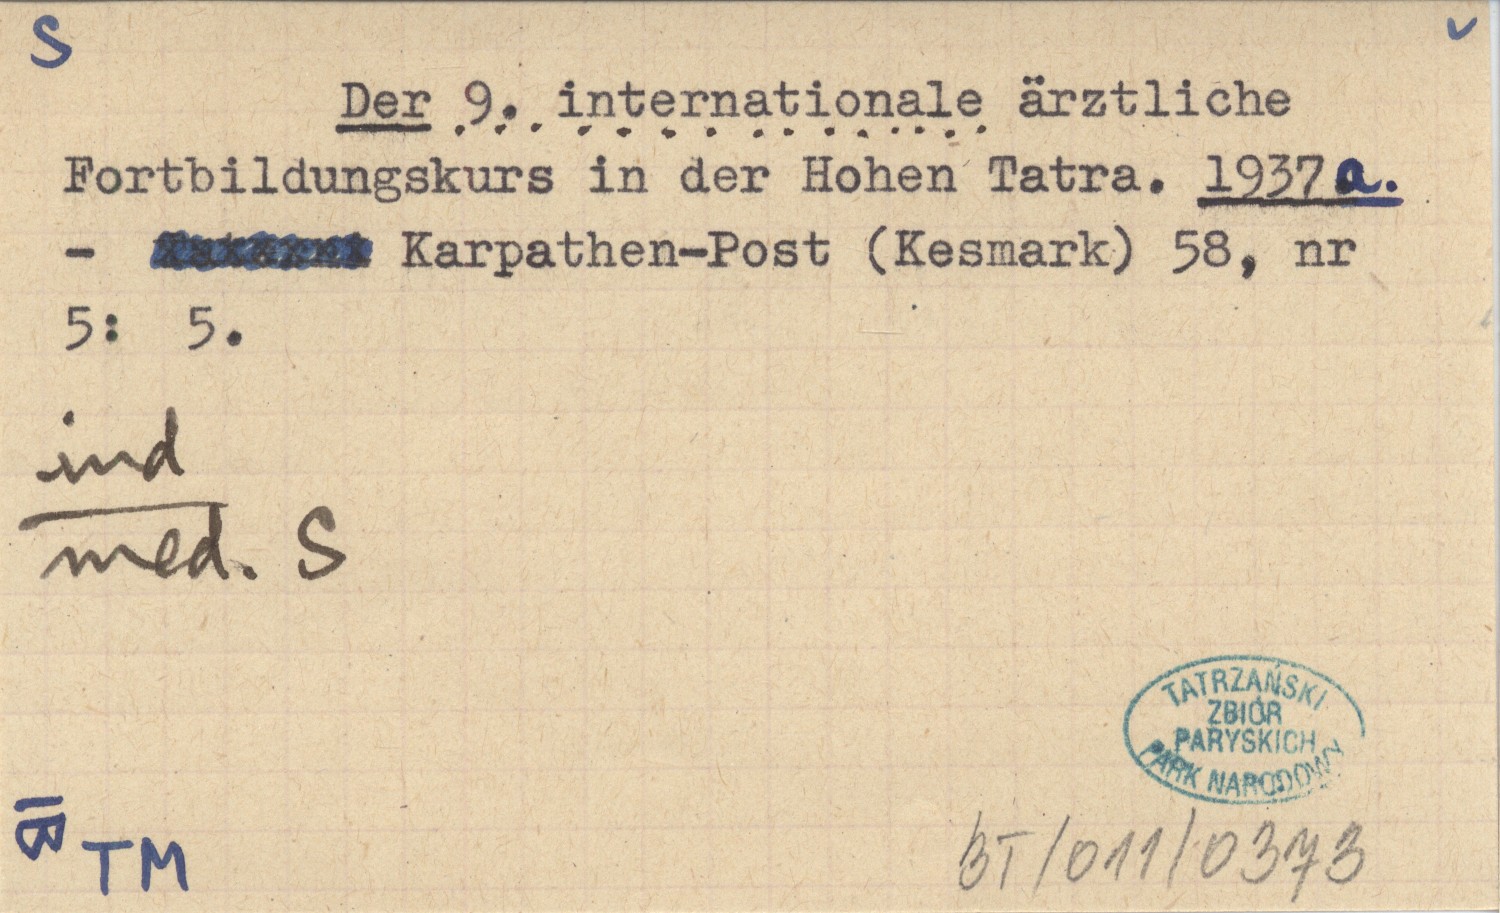 S
v
Der 9. internationale ärztliche
Fortbildungskurs in der Hohen Tatra. 1937a.
- Karpathen-Post (Kesmark) 58, nr
5: 5.
ind
med. S
TATRZAŃSKI
ZBIÓR
PARYSKICH
PARK NARODOWY
IB
TM
BT/011/0373